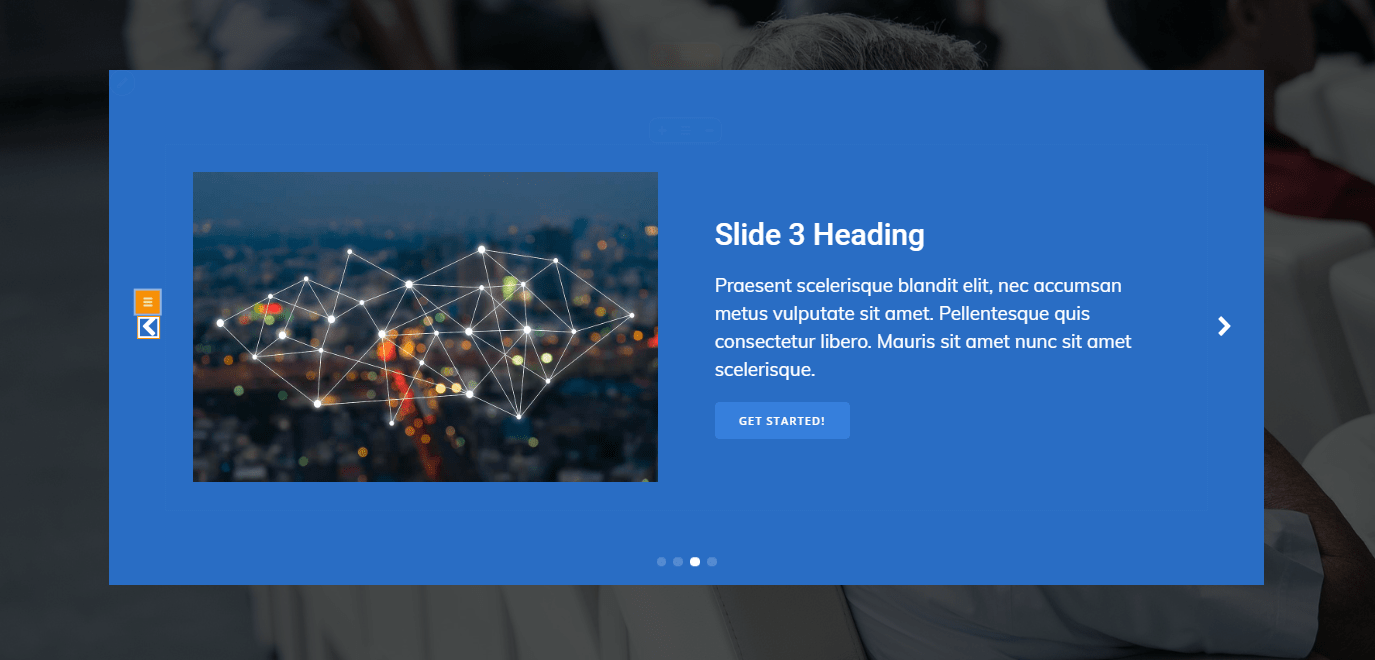 Slide 3 Heading
Praesent scelerisque blandit elit, nec accumsan
metus vulputate sit amet. Pellentesque quis
consectetur libero. Mauris sit amet nunc sit amet
scelerisque.
GET STARTED!